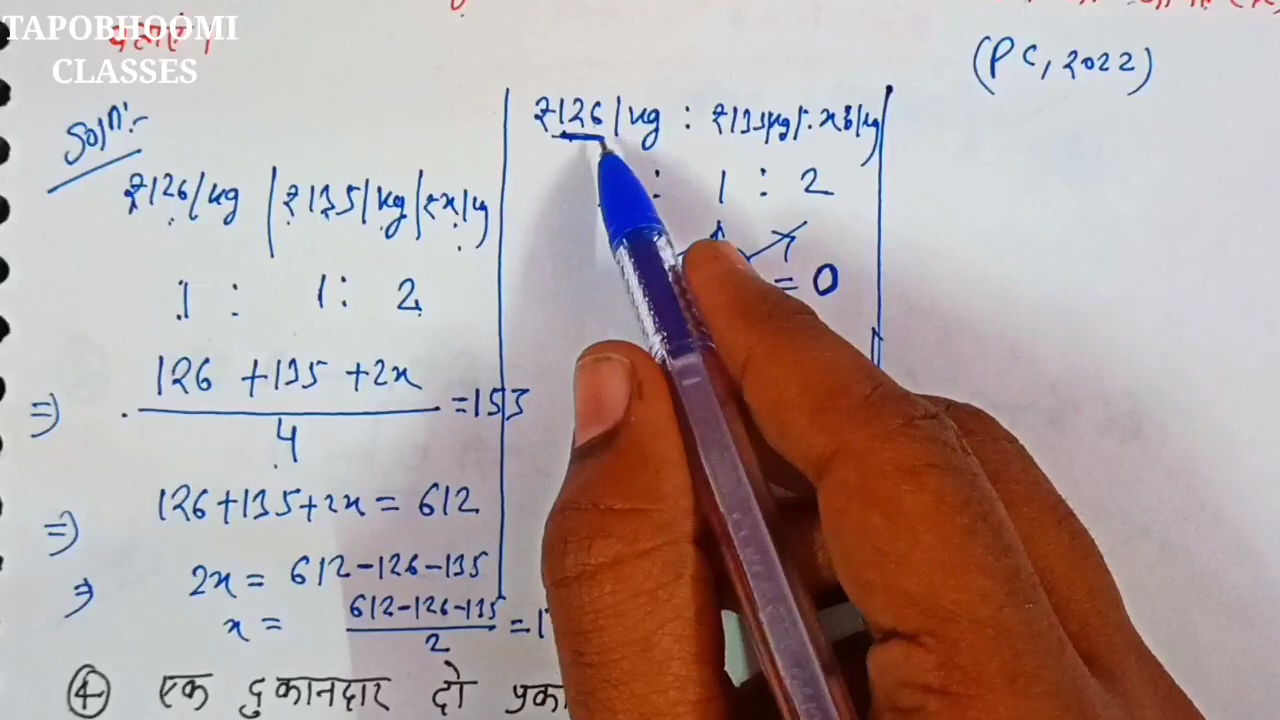 TAPOBHOOMI
CLASSES
(PC, 2022)
Soln:-
₹126/kg | ₹135/kg | ₹x/kg
1 : 1 : 2
⇒ 126 + 135 + 2x / 4 = 153
⇒ 126 + 135 + 2x = 612
⇒ 2x = 612 - 126 - 135
x = 612 - 126 - 135 / 2 = 1
₹126/kg : ₹135/kg :
: 1 : 2
= 0
④ एक दुकानदार दो